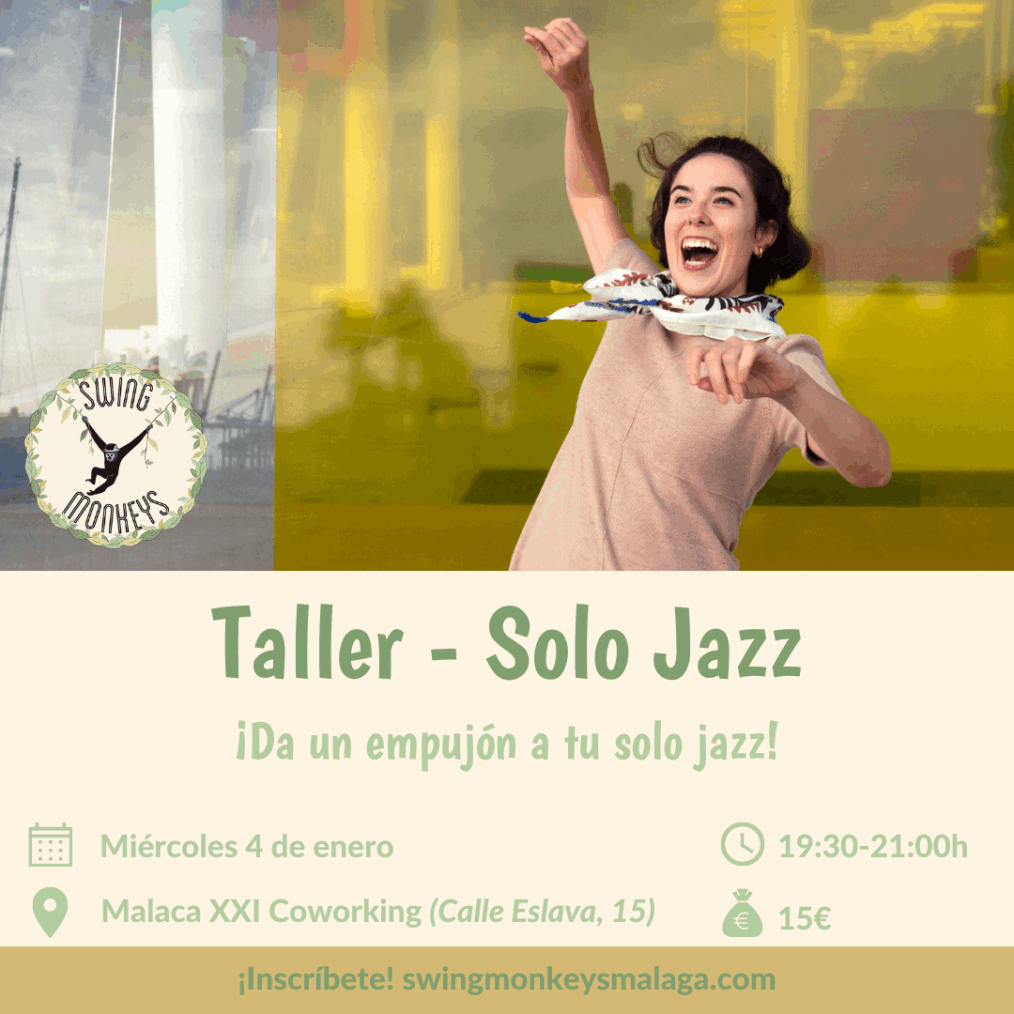 SWING
MONKEYS
Taller - Solo Jazz
¡Da un empujón a tu solo jazz!
Miércoles 4 de enero
19:30-21:00h
Malaca XXI Coworking (Calle Eslava, 15)
€ 15€
¡Inscríbete! swingmonkeysmalaga.com